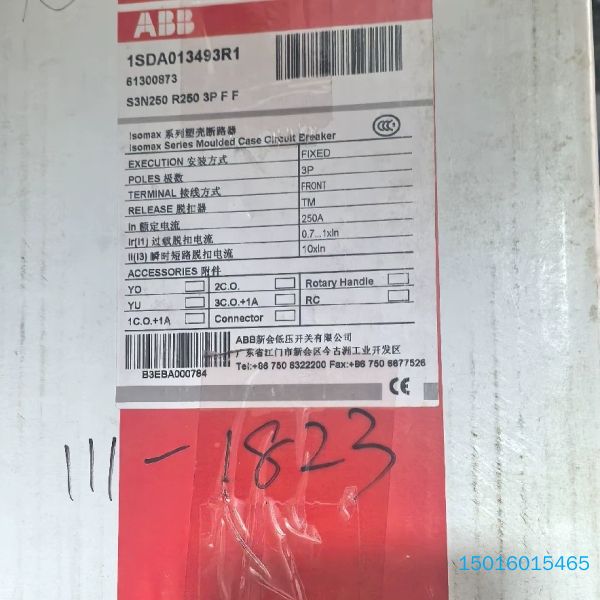 ABB
1SDA013493R1
61300873
S3N250 R250 3P F F
Isomax 系列塑壳断路器
Isomax Series Moulded Case Circuit Breaker
EXECUTION 安装方式 FIXED
POLES 极数 3P
TERMINAL 接线方式 FRONT
RELEASE 脱扣器 TM
In 额定电流 250A
Ir(I1) 过载脱扣电流 0.7...1xIn
Ii(I3) 瞬时短路脱扣电流 10xIn
ACCESSORIES 附件
YO 2C.O. Rotary Handle
YU 3C.O.+1A RC
1C.O.+1A Connector
ABB新会低压开关有限公司
广东省江门市新会区今古洲工业开发区
Tel:+86 750 6322200 Fax:+86 750 6677526
B3EBA000784
CE
111-1823
15016015465